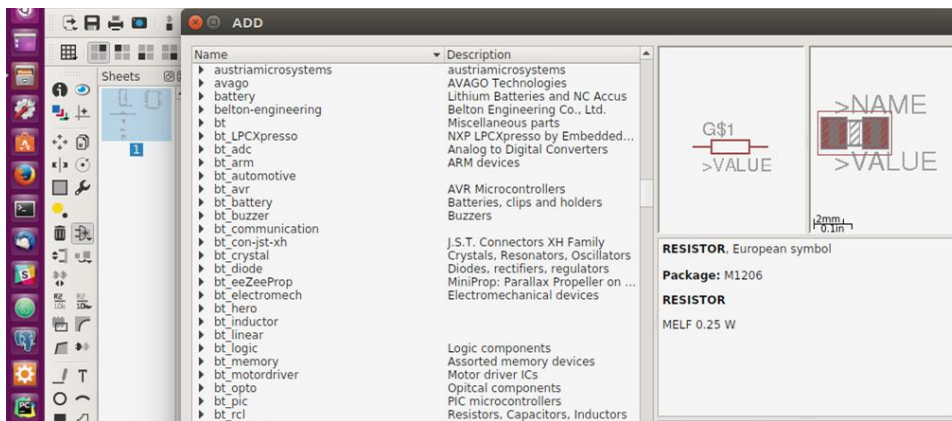 ADD
Sheets
1
Name Description
austriamicrosystems austriamicrosystems
avago AVAGO Technologies
battery Lithium Batteries and NC Accus
belton-engineering Belton Engineering Co., Ltd.
bt Miscellaneous parts
bt_LPCXpresso NXP LPCXpresso by Embedded...
bt_adc Analog to Digital Converters
bt_arm ARM devices
bt_automotive
bt_avr AVR Microcontrollers
bt_battery Batteries, clips and holders
bt_buzzer Buzzers
bt_communication
bt_con-jst-xh J.S.T. Connectors XH Family
bt_crystal Crystals, Resonators, Oscillators
bt_diode Diodes, rectifiers, regulators
bt_eeZeeProp MiniProp: Parallax Propeller on ...
bt_electromech Electromechanical devices
bt_hero
bt_inductor
bt_linear
bt_logic Logic components
bt_memory Assorted memory devices
bt_motordriver Motor driver ICs
bt_opto Opitcal components
bt_pic PIC microcontrollers
bt_rcl Resistors, Capacitors, Inductors
G$1
>VALUE
>NAME
>VALUE
2mm
0.1in
RESISTOR, European symbol
Package: M1206
RESISTOR
MELF 0.25 W